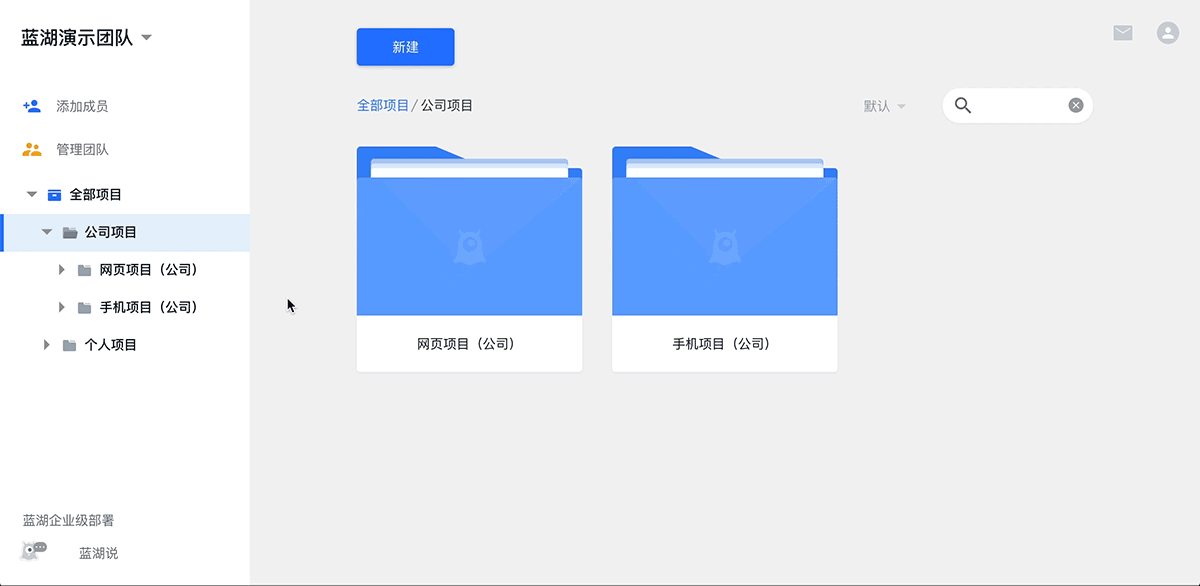 蓝湖演示团队
添加成员
管理团队
全部项目
公司项目
网页项目（公司）
手机项目（公司）
个人项目
蓝湖企业级部署
蓝湖说
新建
全部项目 / 公司项目
默认
网页项目（公司）
手机项目（公司）